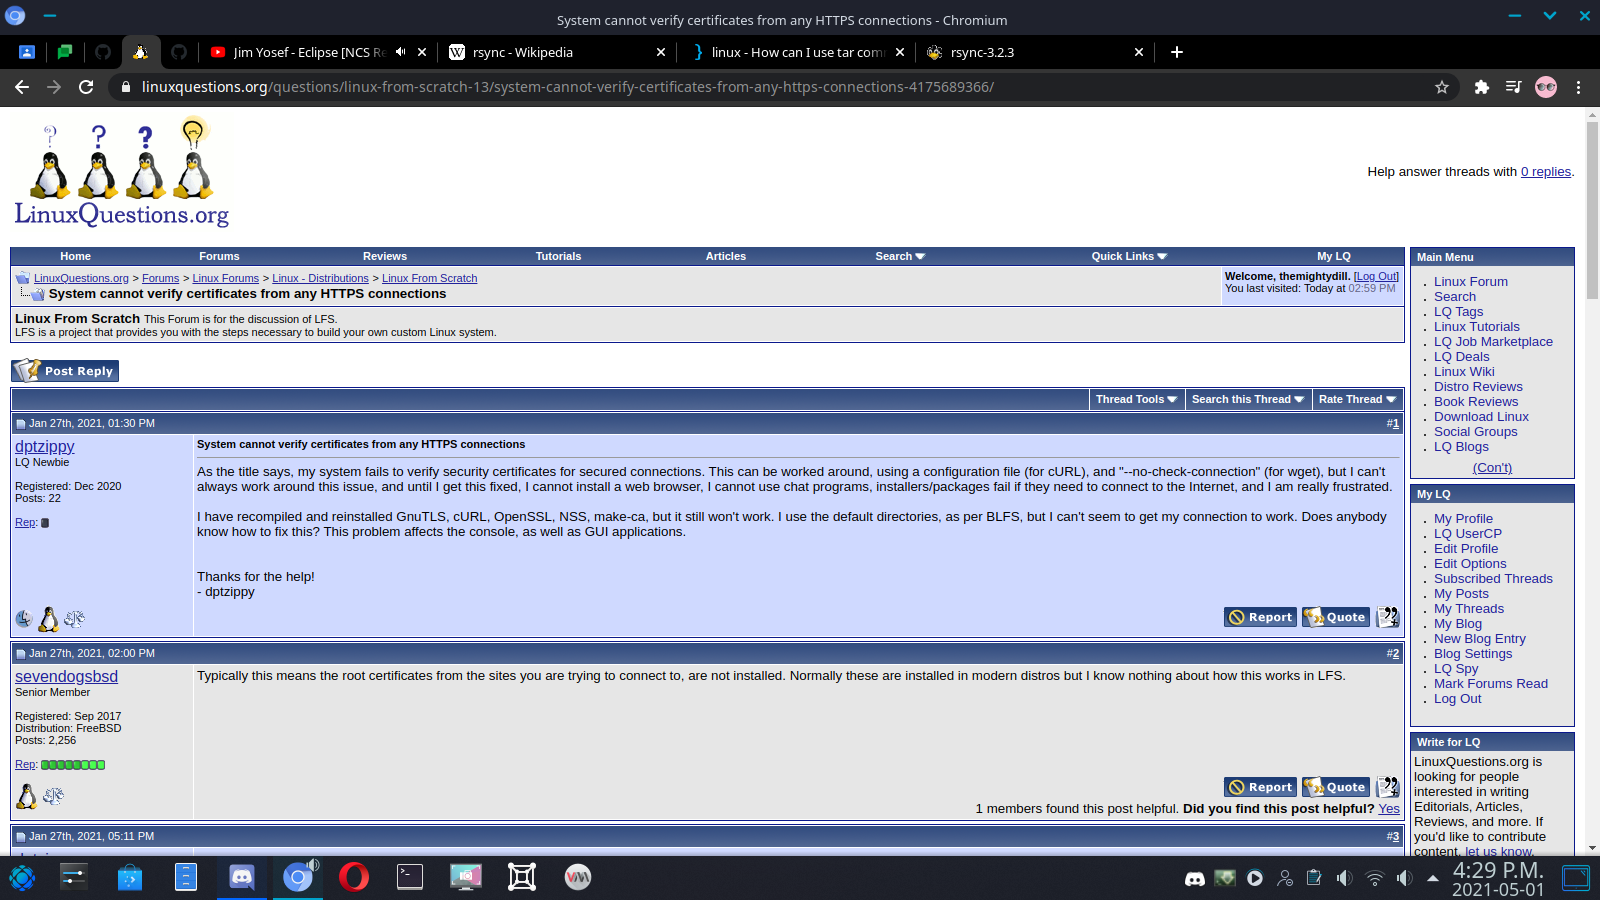 System cannot verify certificates from any HTTPS connections - Chromium
Jim Yosef - Eclipse [NCS Re
rsync - Wikipedia
linux - How can I use tar com
rsync-3.2.3
linuxquestions.org/questions/linux-from-scratch-13/system-cannot-verify-certificates-from-any-https-connections-4175689366/
LinuxQuestions.org
Help answer threads with 0 replies.
Home Forums Reviews Tutorials Articles Search Quick Links My LQ
LinuxQuestions.org > Forums > Linux Forums > Linux - Distributions > Linux From Scratch
System cannot verify certificates from any HTTPS connections
Welcome, themightydill. [Log Out]
You last visited: Today at 02:59 PM
Linux From Scratch This Forum is for the discussion of LFS.
LFS is a project that provides you with the steps necessary to build your own custom Linux system.
Post Reply
Thread Tools Search this Thread Rate Thread
Jan 27th, 2021, 01:30 PM #1
dptzippy
LQ Newbie
Registered: Dec 2020
Posts: 22
Rep:
System cannot verify certificates from any HTTPS connections
As the title says, my system fails to verify security certificates for secured connections. This can be worked around, using a configuration file (for cURL), and "--no-check-connection" (for wget), but I can't
always work around this issue, and until I get this fixed, I cannot install a web browser, I cannot use chat programs, installers/packages fail if they need to connect to the Internet, and I am really frustrated.
I have recompiled and reinstalled GnuTLS, cURL, OpenSSL, NSS, make-ca, but it still won't work. I use the default directories, as per BLFS, but I can't seem to get my connection to work. Does anybody
know how to fix this? This problem affects the console, as well as GUI applications.
Thanks for the help!
- dptzippy
Report Quote
Jan 27th, 2021, 02:00 PM #2
sevendogsbsd
Senior Member
Registered: Sep 2017
Distribution: FreeBSD
Posts: 2,256
Rep:
Typically this means the root certificates from the sites you are trying to connect to, are not installed. Normally these are installed in modern distros but I know nothing about how this works in LFS.
Report Quote
1 members found this post helpful. Did you find this post helpful? Yes
Jan 27th, 2021, 05:11 PM #3
Main Menu
Linux Forum
Search
LQ Tags
Linux Tutorials
LQ Job Marketplace
LQ Deals
Linux Wiki
Distro Reviews
Book Reviews
Download Linux
Social Groups
LQ Blogs
(Con't)
My LQ
My Profile
LQ UserCP
Edit Profile
Edit Options
Subscribed Threads
My Posts
My Threads
My Blog
New Blog Entry
Blog Settings
LQ Spy
Mark Forums Read
Log Out
Write for LQ
LinuxQuestions.org is
looking for people
interested in writing
Editorials, Articles,
Reviews, and more. If
you'd like to contribute
content, let us know.
4:29 P.M.
2021-05-01